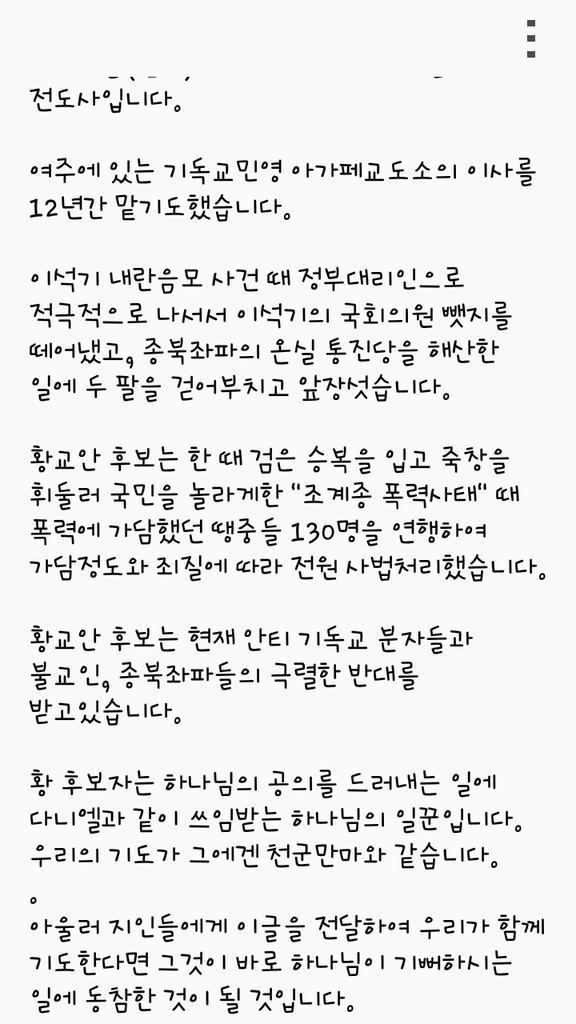 전도사입니다.
여주에 있는 기독교민영 아가페교도소의 이사를
12년간 맡기도했습니다.
이석기 내란음모 사건 때 정부대리인으로
적극적으로 나서서 이석기의 국회의원 뺏지를
떼어냈고, 종북좌파의 온실 통진당을 해산한
일에 두 팔을 걷어부치고 앞장섯습니다.
황교안 후보는 한 때 검은 승복을 입고 죽창을
휘둘러 국민을 놀라게한 "조계종 폭력사태" 때
폭력에 가담했던 땡중들 130명을 연행하여
가담정도와 죄질에 따라 전원 사법처리했습니다.
황교안 후보는 현재 안티 기독교 분자들과
불교인, 종북좌파들의 극렬한 반대를
받고있습니다.
황 후보자는 하나님의 공의를 드러내는 일에
다니엘과 같이 쓰임받는 하나님의 일꾼입니다.
우리의 기도가 그에겐 천군만마와 같습니다.
.
아울러 지인들에게 이글을 전달하여 우리가 함께
기도한다면 그것이 바로 하나님이 기뻐하시는
일에 동참한 것이 될 것입니다.